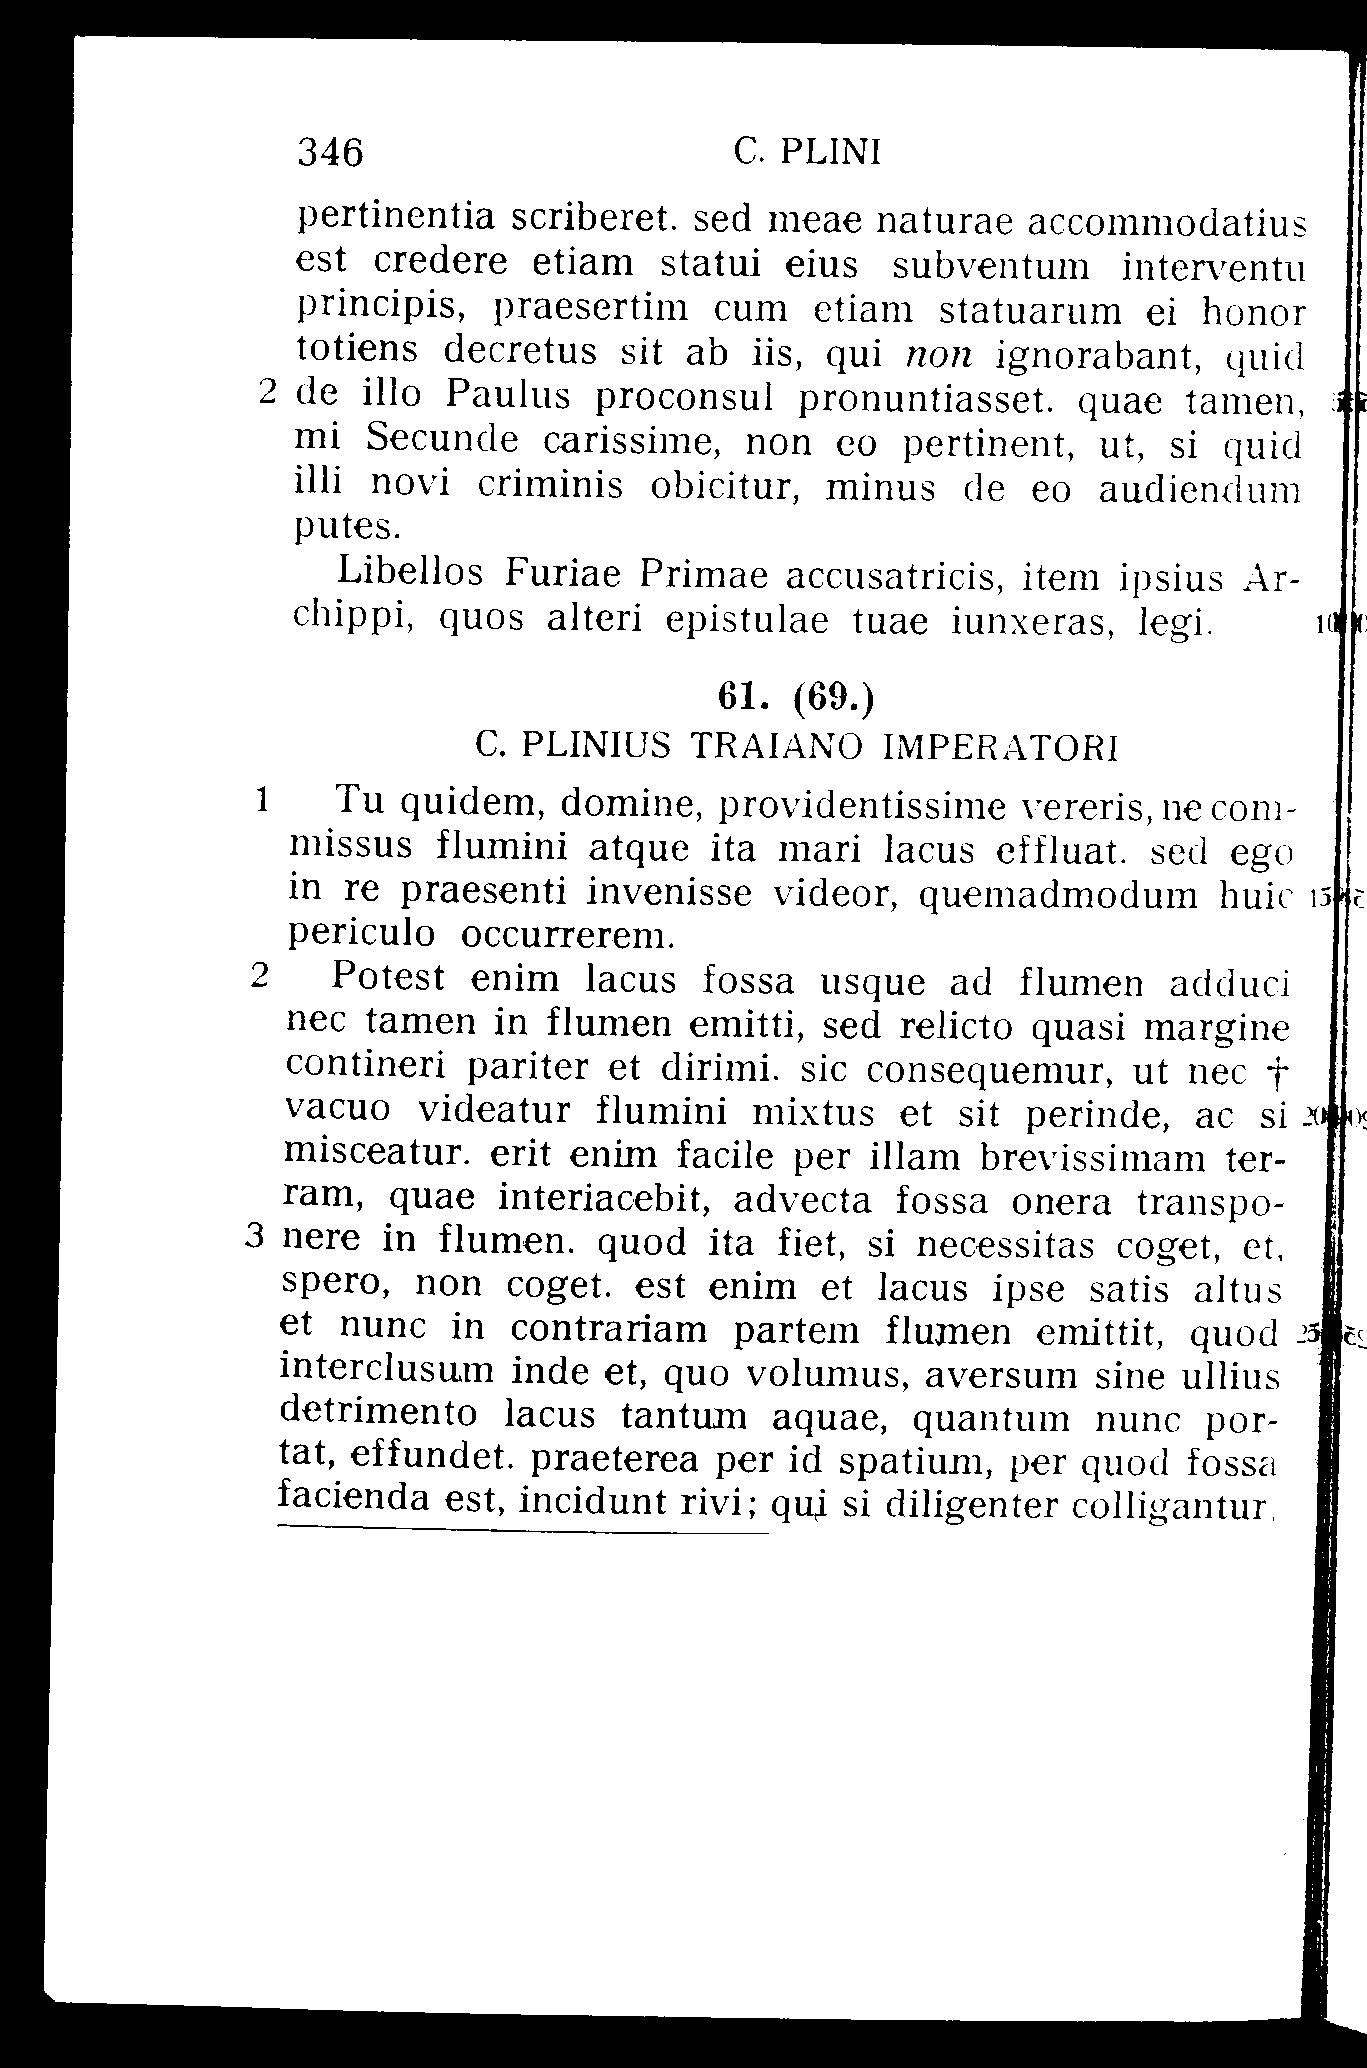 346 C. PLINI
pertinentia scriberet. sed meae naturae accommodatius
est credere etiam statui eius subventum interventu
principis, praesertim cum etiam statuarum ei honor
totiens decretus sit ab iis, qui non ignorabant, quid
2 de illo Paulus proconsul pronuntiasset. quae tamen,
mi Secunde carissime, non eo pertinent, ut, si quid
illi novi criminis obicitur, minus de eo audiendum
putes.
Libellos Furiae Primae accusatricis, item ipsius Ar-
chippi, quos alteri epistulae tuae iunxeras, legi. 10
61. (69.)
C. PLINIUS TRAIANO IMPERATORI
1 Tu quidem, domine, providentissime vereris, ne com-
missus flumini atque ita mari lacus effluat. sed ego
in re praesenti invenisse videor, quemadmodum huic 15
periculo occurrerem.
2 Potest enim lacus fossa usque ad flumen adduci
nec tamen in flumen emitti, sed relicto quasi margine
contineri pariter et dirimi. sic consequemur, ut nec †
vacuo videatur flumini mixtus et sit perinde, ac si 20
misceatur. erit enim facile per illam brevissimam ter-
ram, quae interiacebit, advecta fossa onera transpo-
3 nere in flumen. quod ita fiet, si necessitas coget, et,
spero, non coget. est enim et lacus ipse satis altus
et nunc in contrariam partem flumen emittit, quod 25
interclusum inde et, quo volumus, aversum sine ullius
detrimento lacus tantum aquae, quantum nunc por-
tat, effundet. praeterea per id spatium, per quod fossa
facienda est, incidunt rivi; qui si diligenter colligantur,